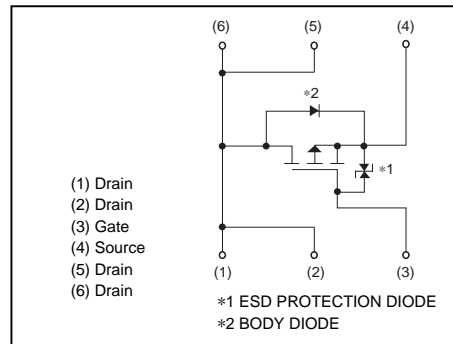 (6) (5) (4)
∗2
∗1
(1) Drain
(2) Drain
(3) Gate
(4) Source
(5) Drain
(6) Drain
(1) (2) (3)
∗1 ESD PROTECTION DIODE
∗2 BODY DIODE